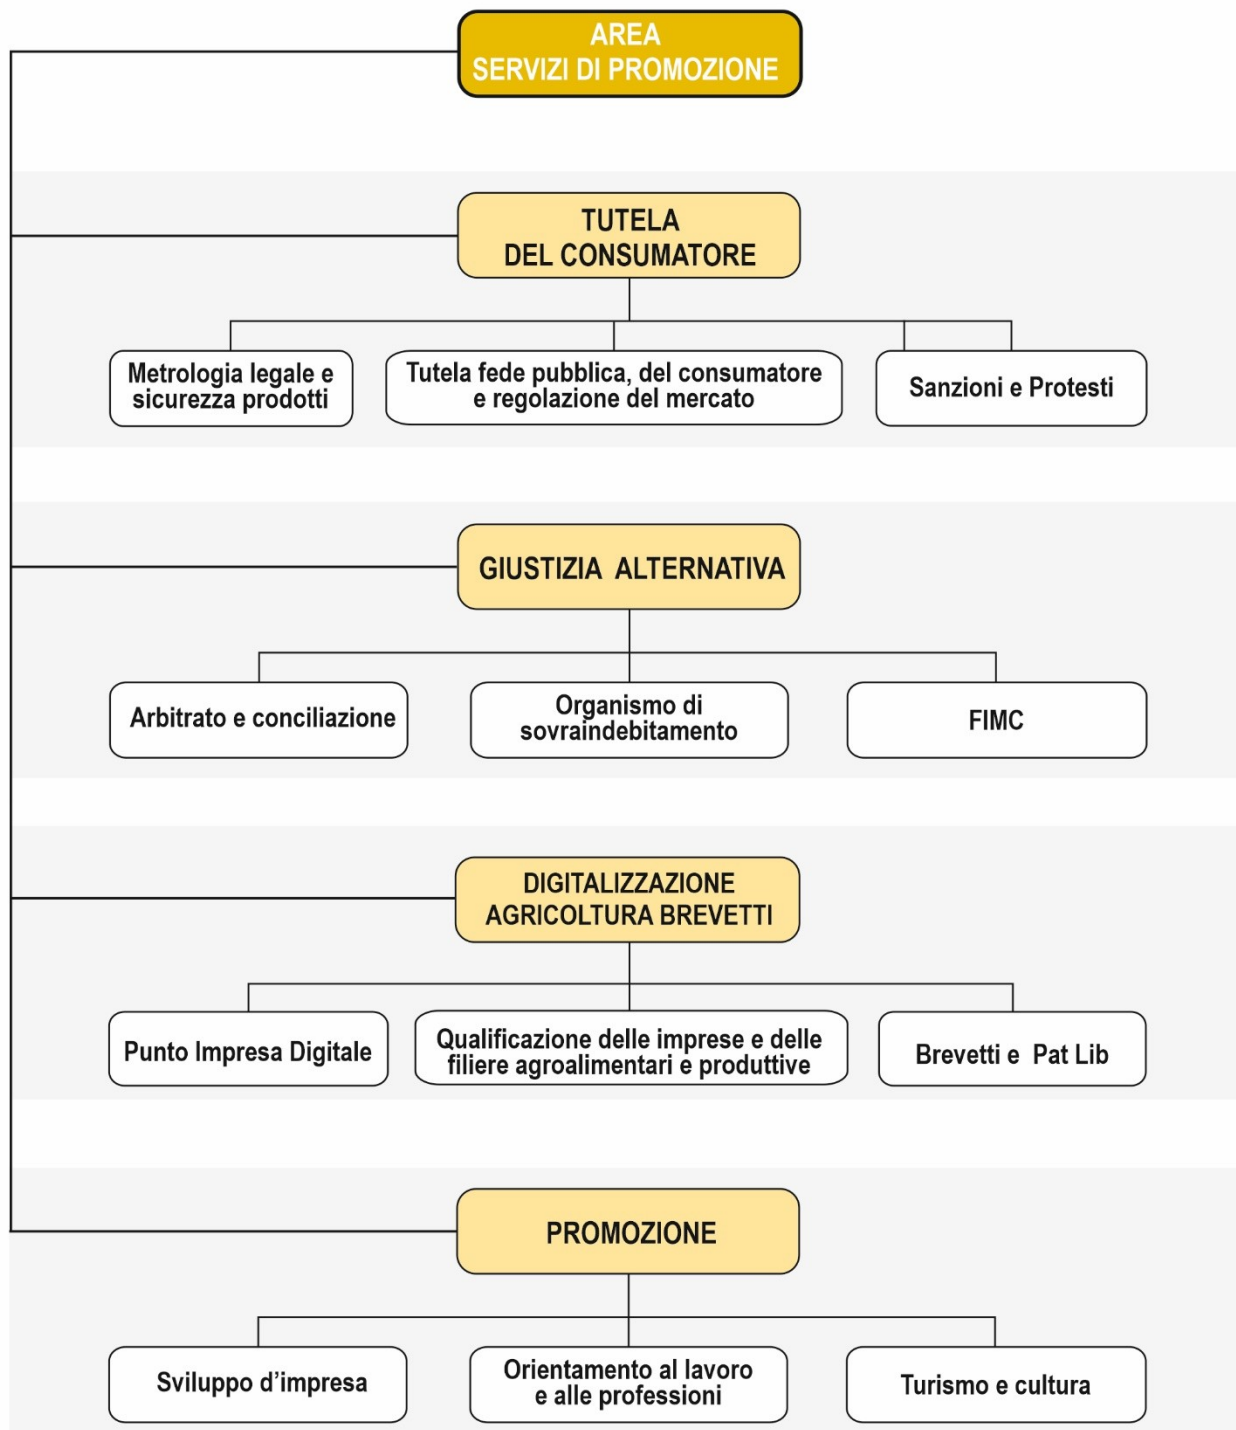 AREA
SERVIZI DI PROMOZIONE
TUTELA
DEL CONSUMATORE
Metrologia legale e
sicurezza prodotti
Tutela fede pubblica, del consumatore
e regolazione del mercato
Sanzioni e Protesti
GIUSTIZIA ALTERNATIVA
Arbitrato e conciliazione
Organismo di
sovraindebitamento
FIMC
DIGITALIZZAZIONE
AGRICOLTURA BREVETTI
Punto Impresa Digitale
Qualificazione delle imprese e delle
filiere agroalimentari e produttive
Brevetti e Pat Lib
PROMOZIONE
Sviluppo d’impresa
Orientamento al lavoro
e alle professioni
Turismo e cultura